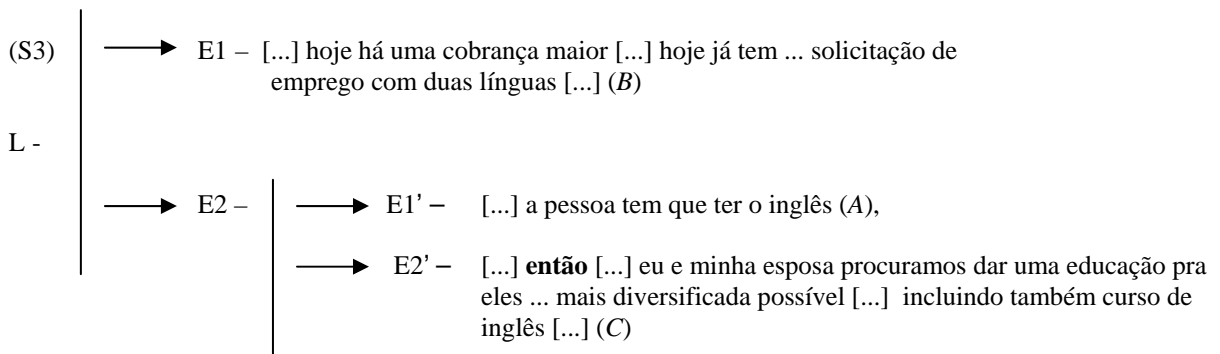 (S3) E1 – [...] hoje há uma cobrança maior [...] hoje já tem ... solicitação de
emprego com duas línguas [...] (B)
L -
E2 – E1' – [...] a pessoa tem que ter o inglês (A),
E2' – [...] então [...] eu e minha esposa procuramos dar uma educação pra
eles ... mais diversificada possível [...] incluindo também curso de
inglês [...] (C)